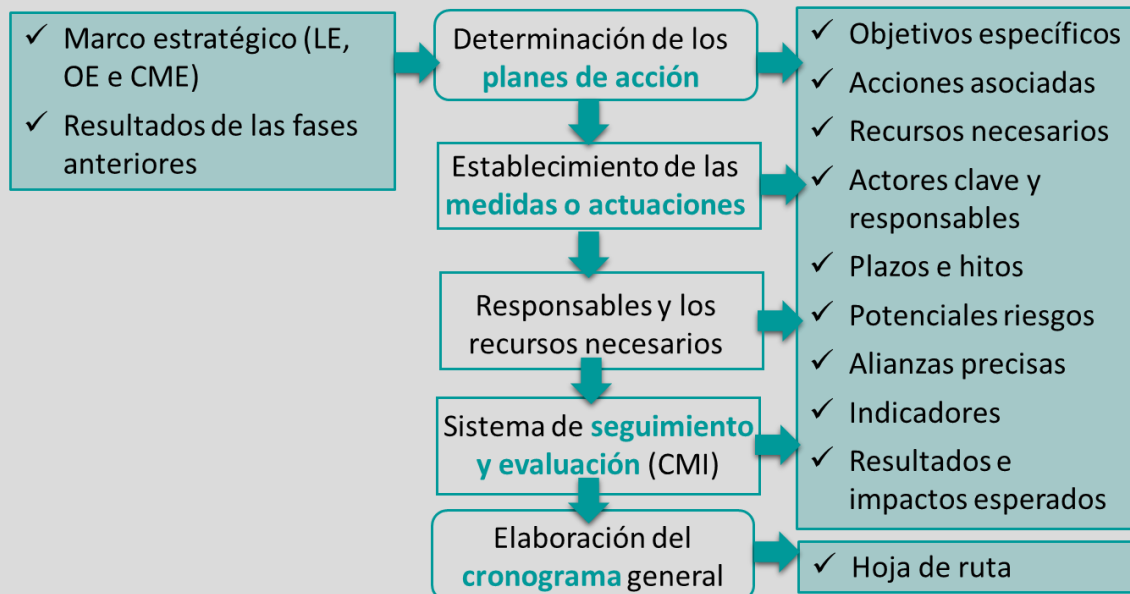 ✓ Marco estratégico (LE,
OE e CME)
✓ Resultados de las fases
anteriores
Determinación de los
planes de acción
Establecimiento de las
medidas o actuaciones
Responsables y los
recursos necesarios
Sistema de seguimiento
y evaluación (CMI)
Elaboración del
cronograma general
✓ Objetivos específicos
✓ Acciones asociadas
✓ Recursos necesarios
✓ Actores clave y
responsables
✓ Plazos e hitos
✓ Potenciales riesgos
✓ Alianzas precisas
✓ Indicadores
✓ Resultados e
impactos esperados
✓ Hoja de ruta